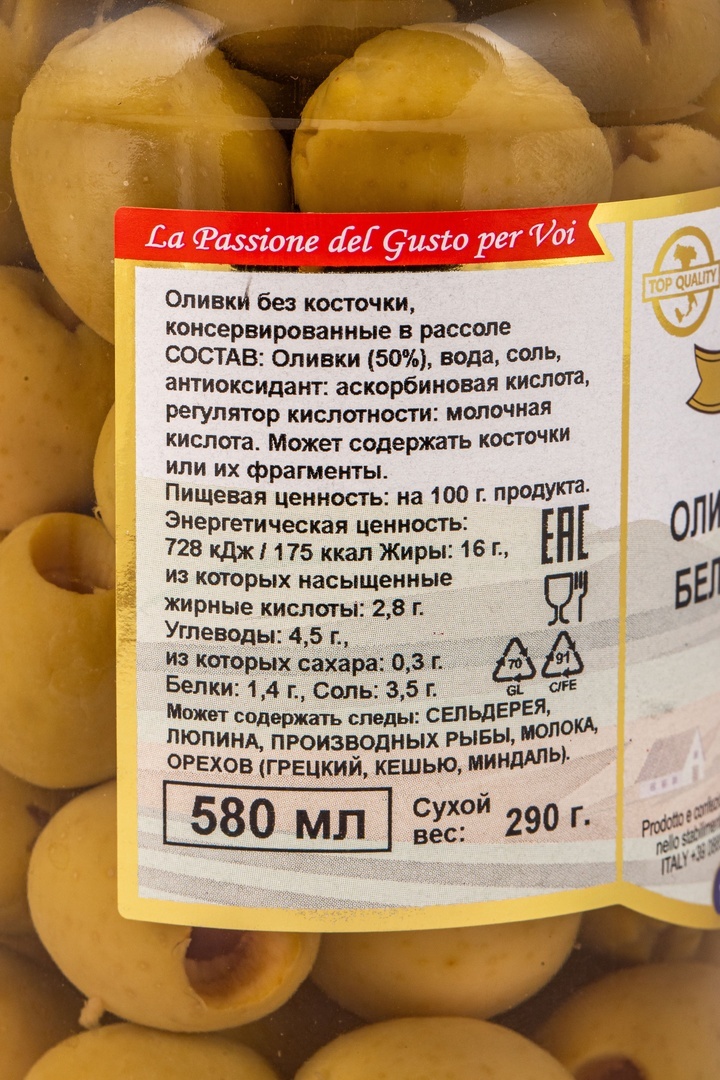 La Passione del Gusto per Voi
Оливки без косточки,
консервированные в рассоле
СОСТАВ: Оливки (50%), вода, соль,
антиоксидант: аскорбиновая кислота,
регулятор кислотности: молочная
кислота. Может содержать косточки
или их фрагменты.
Пищевая ценность: на 100 г. продукта.
Энергетическая ценность:
728 кДж / 175 ккал Жиры: 16 г.,
из которых насыщенные
жирные кислоты: 2,8 г.
Углеводы: 4,5 г.,
из которых сахара: 0,3 г.
Белки: 1,4 г., Соль: 3,5 г.
Может содержать следы: СЕЛЬДЕРЕЯ,
ЛЮПИНА, ПРОИЗВОДНЫХ РЫБЫ, МОЛОКА,
ОРЕХОВ (ГРЕЦКИЙ, КЕШЬЮ, МИНДАЛЬ).
EAC
70
GL
91
C/FE
580 мл
Сухой
вес:
290 г.
TOP QUALITY
ОЛИ
БЕЛ
Prodotto e
nello
ITALY +39